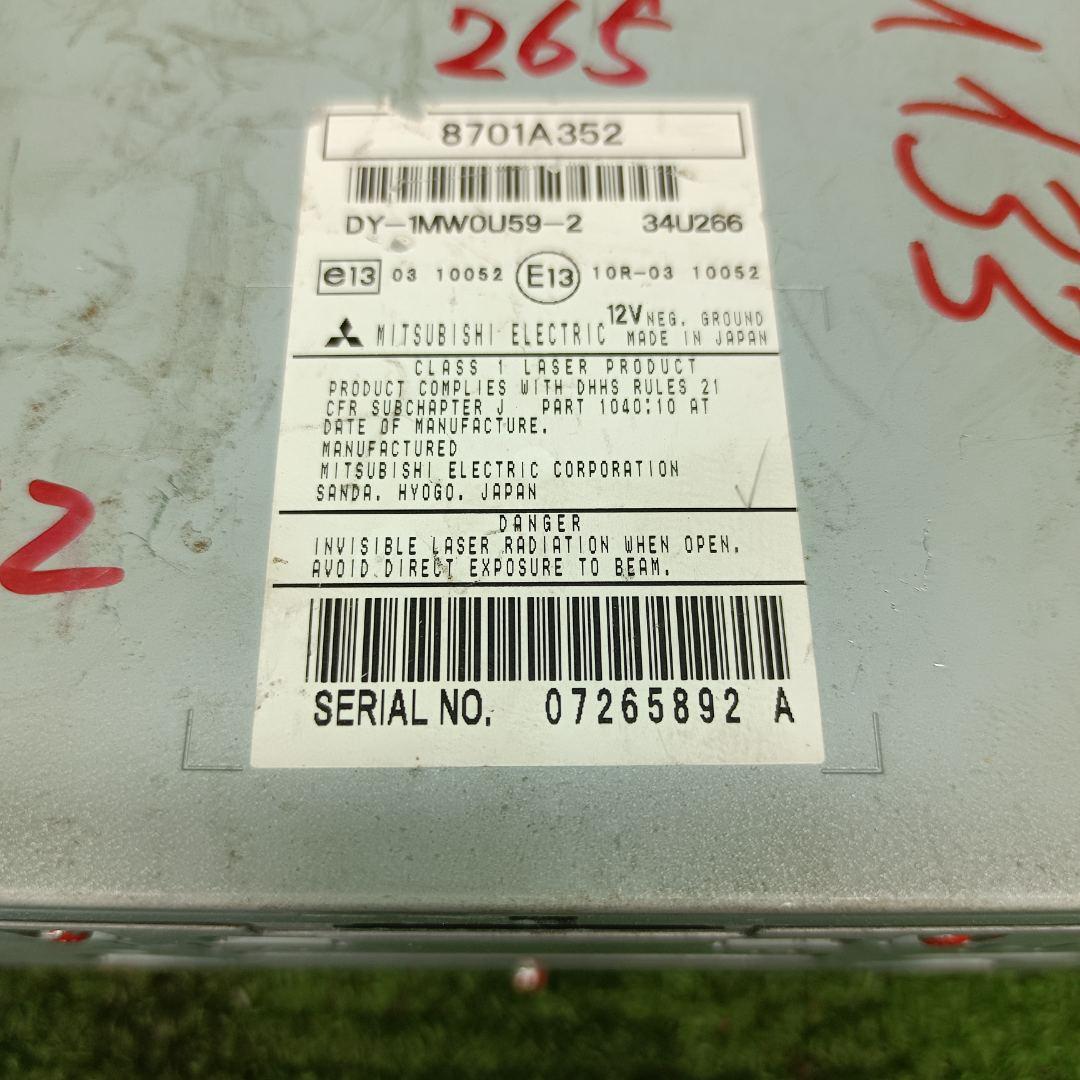 265
8701A352
DY-1MW0U59-2 34U266
e13 03 10052 E13 10R-03 10052
MITSUBISHI ELECTRIC 12V NEG. GROUND
MADE IN JAPAN
CLASS 1 LASER PRODUCT
PRODUCT COMPLIES WITH DHHS RULES 21
CFR SUBCHAPTER J PART 1040:10 AT
DATE OF MANUFACTURE.
MANUFACTURED
MITSUBISHI ELECTRIC CORPORATION
SANDA. HYOGO. JAPAN
DANGER
INVISIBLE LASER RADIATION WHEN OPEN.
AVOID DIRECT EXPOSURE TO BEAM.
SERIAL NO. 07265892 A
2